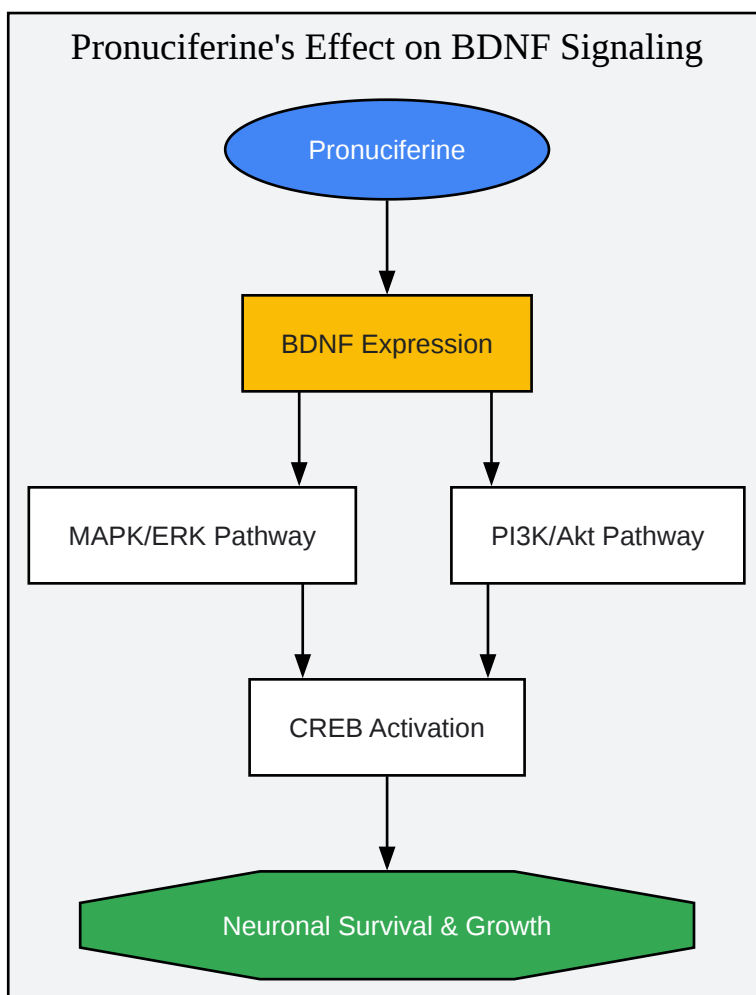 Pronuciferine's Effect on BDNF Signaling
Pronuciferine
BDNF Expression
MAPK/ERK Pathway
PI3K/Akt Pathway
CREB Activation
Neuronal Survival & Growth